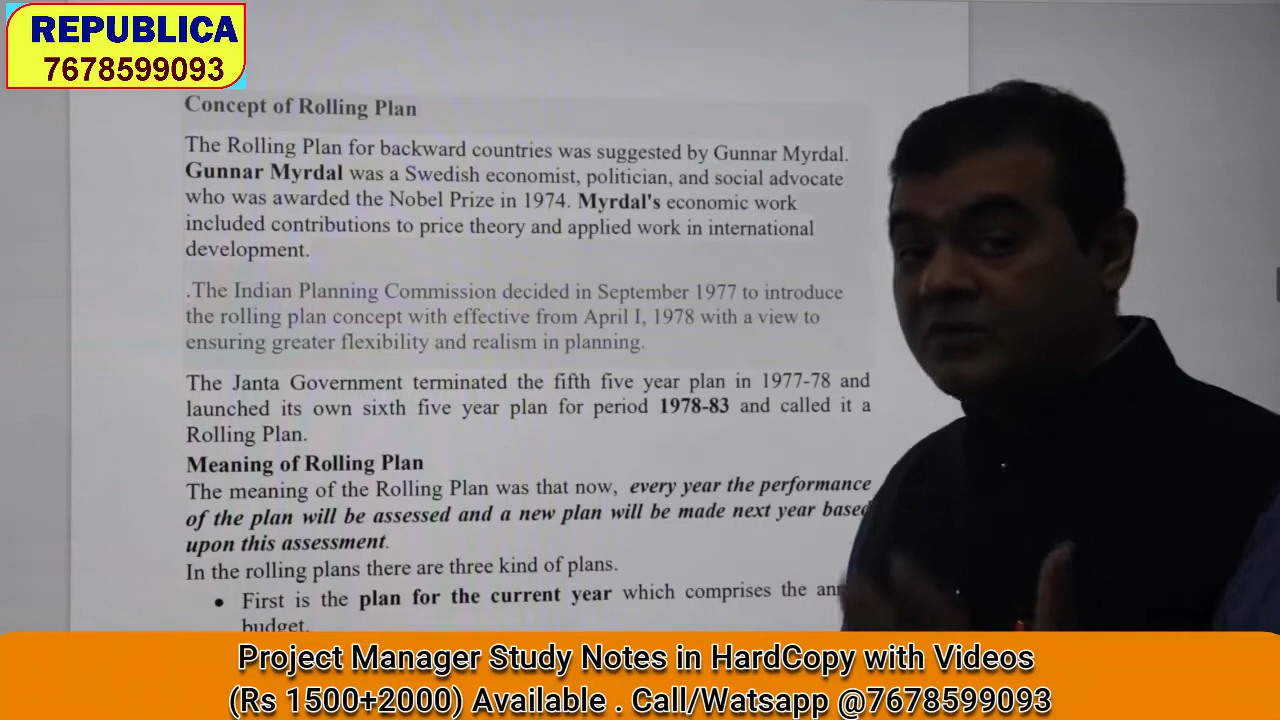 REPUBLICA
7678599093
Concept of Rolling Plan
The Rolling Plan for backward countries was suggested by Gunnar Myrdal.
Gunnar Myrdal was a Swedish economist, politician, and social advocate
who was awarded the Nobel Prize in 1974. Myrdal's economic work
included contributions to price theory and applied work in international
development.
.The Indian Planning Commission decided in September 1977 to introduce
the rolling plan concept with effective from April I, 1978 with a view to
ensuring greater flexibility and realism in planning.
The Janta Government terminated the fifth five year plan in 1977-78 and
launched its own sixth five year plan for period 1978-83 and called it a
Rolling Plan.
Meaning of Rolling Plan
The meaning of the Rolling Plan was that now, every year the performance
of the plan will be assessed and a new plan will be made next year based
upon this assessment.
In the rolling plans there are three kind of plans.
• First is the plan for the current year which comprises the
budget.
Project Manager Study Notes in HardCopy with Videos
(Rs 1500+2000) Available . Call/Watsapp @7678599093